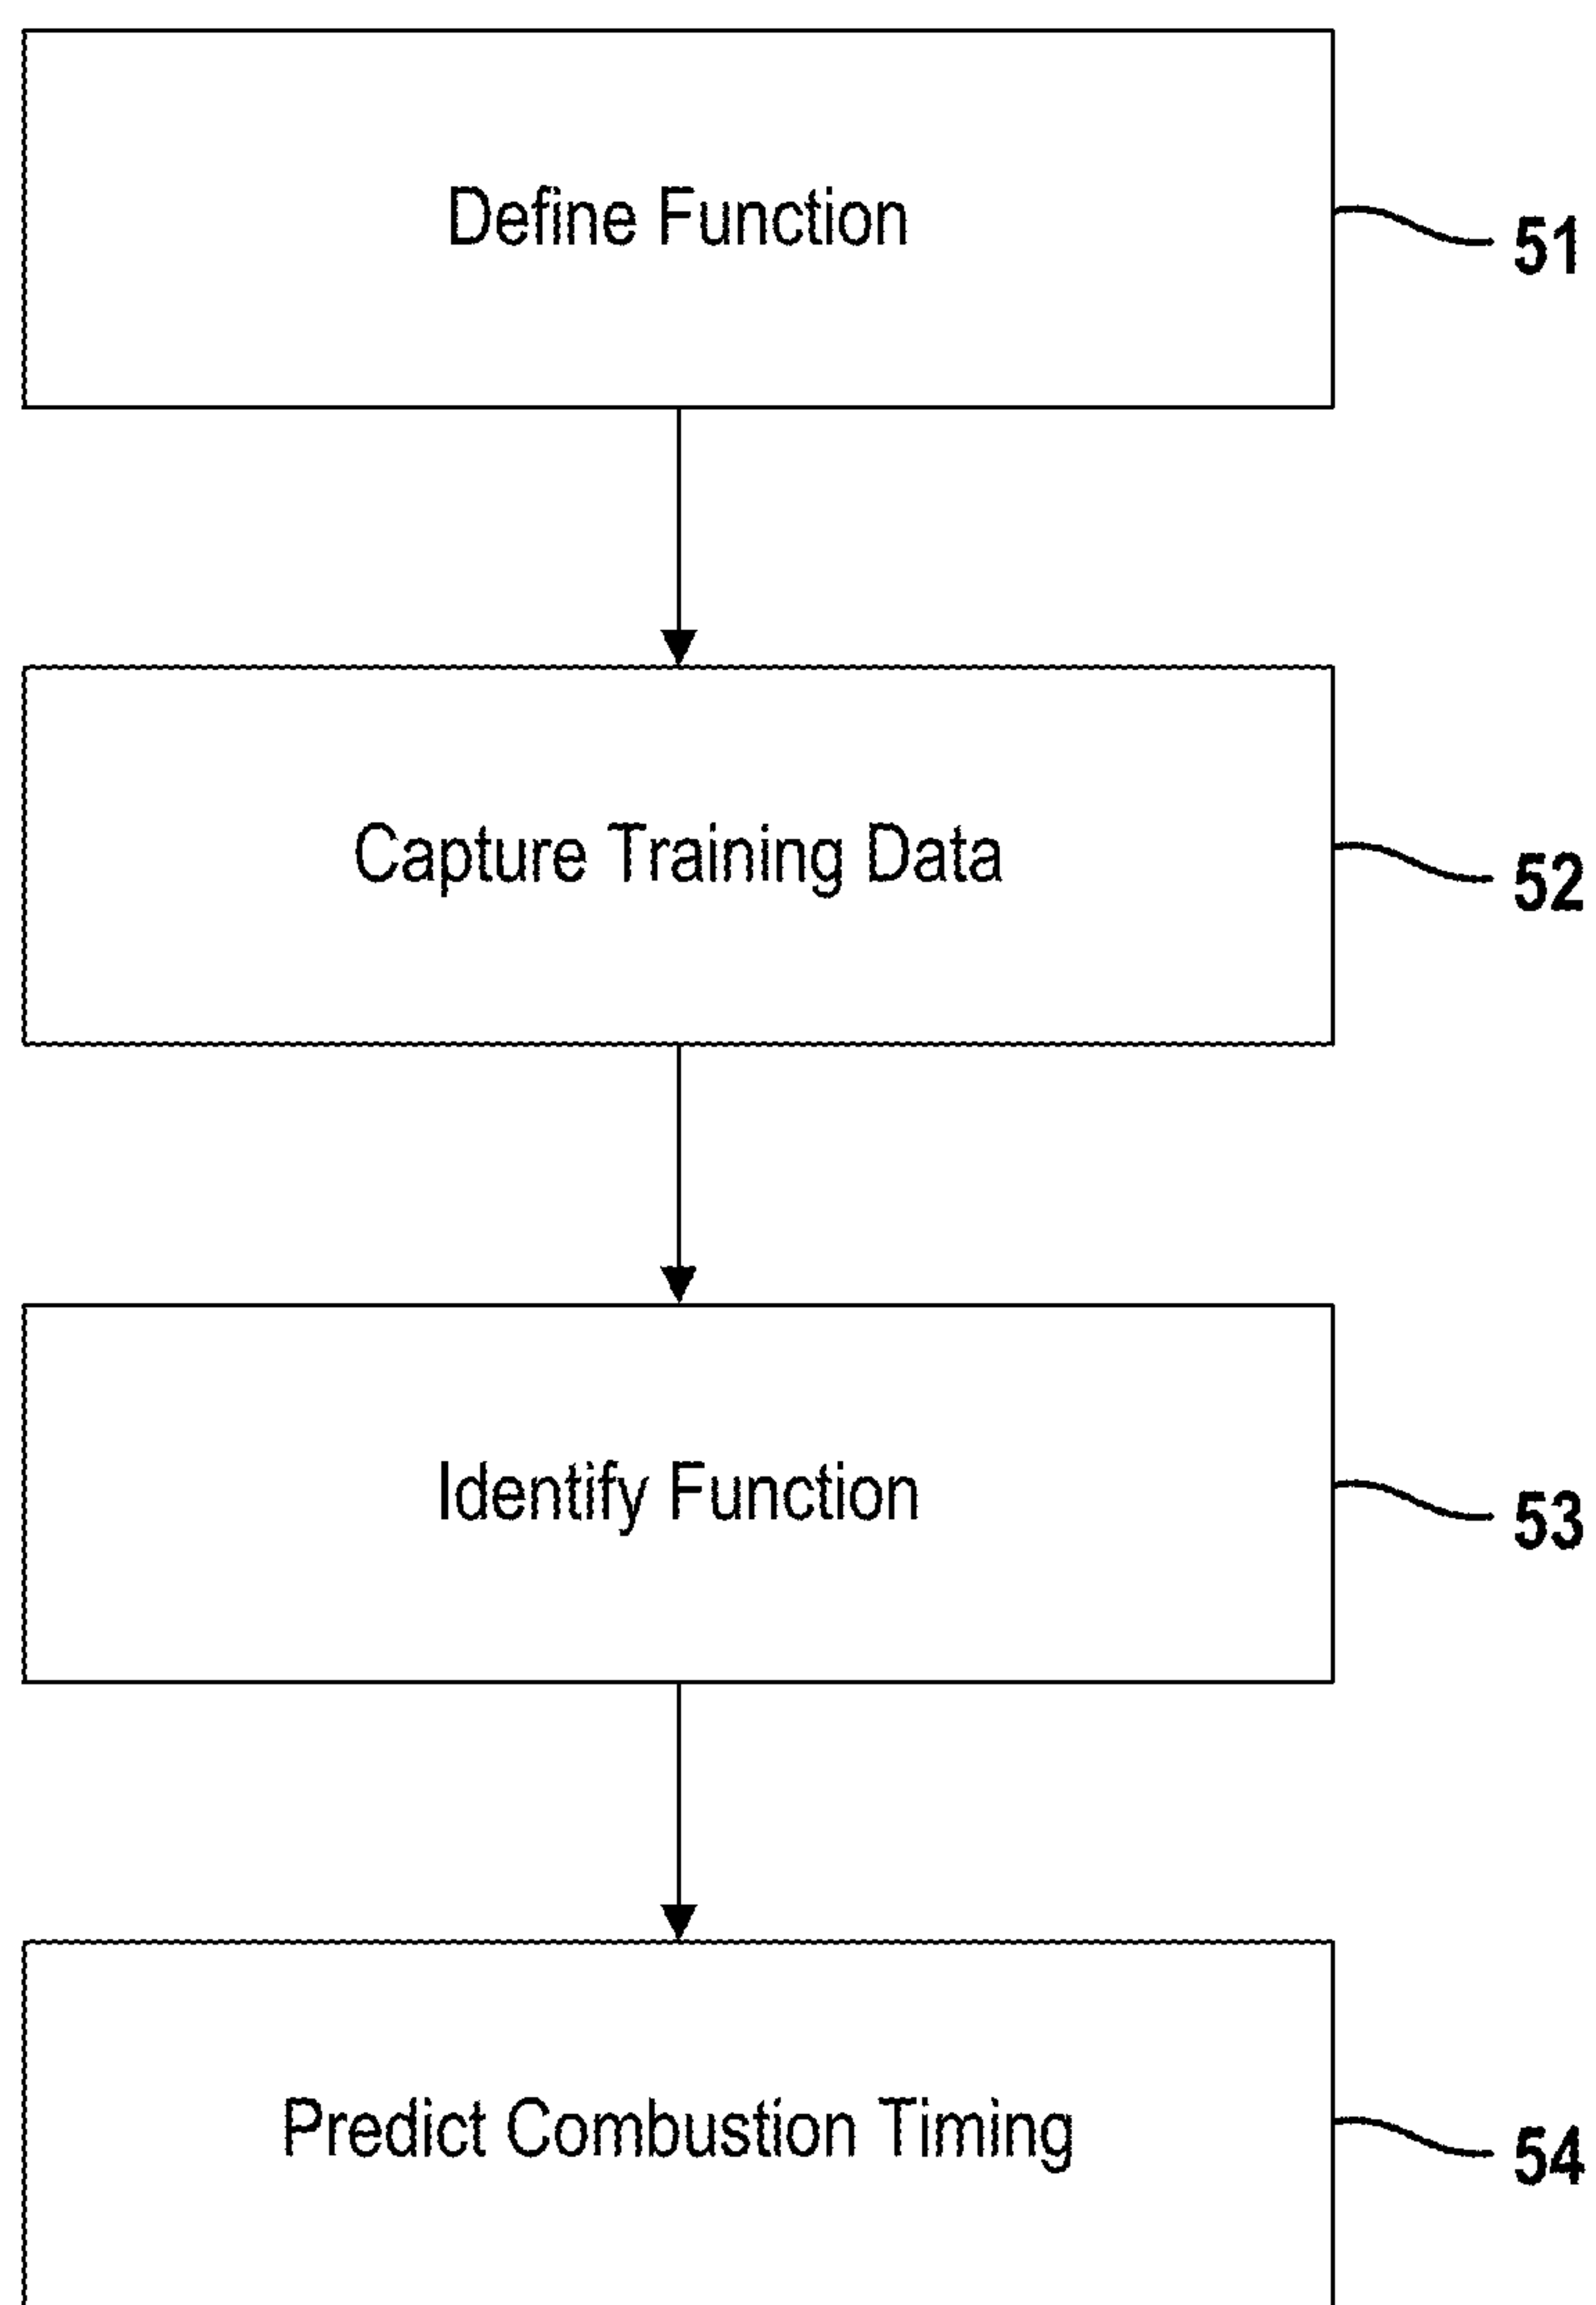 Define Function
51
Capture Training Data
52
Identify Function
53
Predict Combustion Timing
54